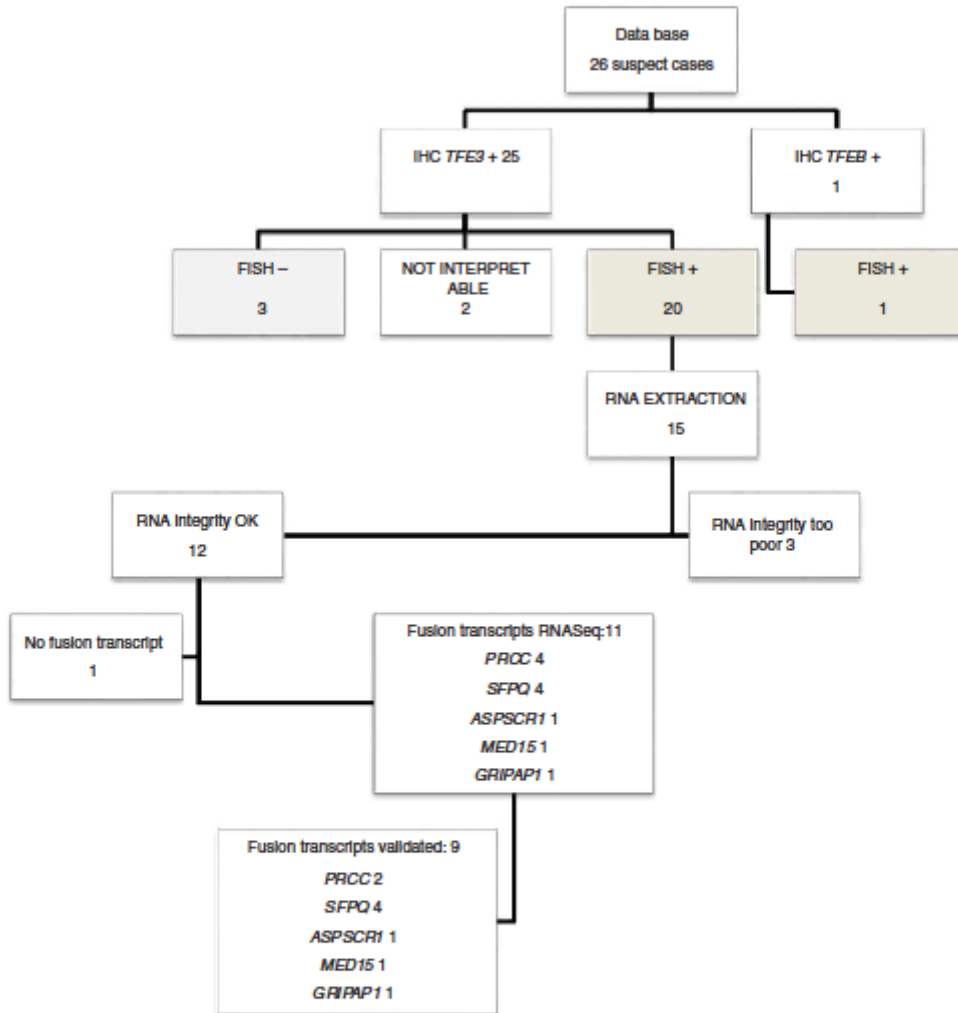 Data base
26 suspect cases
IHC TFE3 + 25
IHC TFEB +
1
FISH –
3
NOT INTERPRET
ABLE
2
FISH +
20
FISH +
1
RNA EXTRACTION
15
RNA Integrity OK
12
RNA Integrity too
poor 3
No fusion transcript
1
Fusion transcripts RNASeq:11
PRCC 4
SFPQ 4
ASPSCR1 1
MED15 1
GRIPAP1 1
Fusion transcripts validated: 9
PRCC 2
SFPQ 4
ASPSCR1 1
MED15 1
GRIPAP1 1